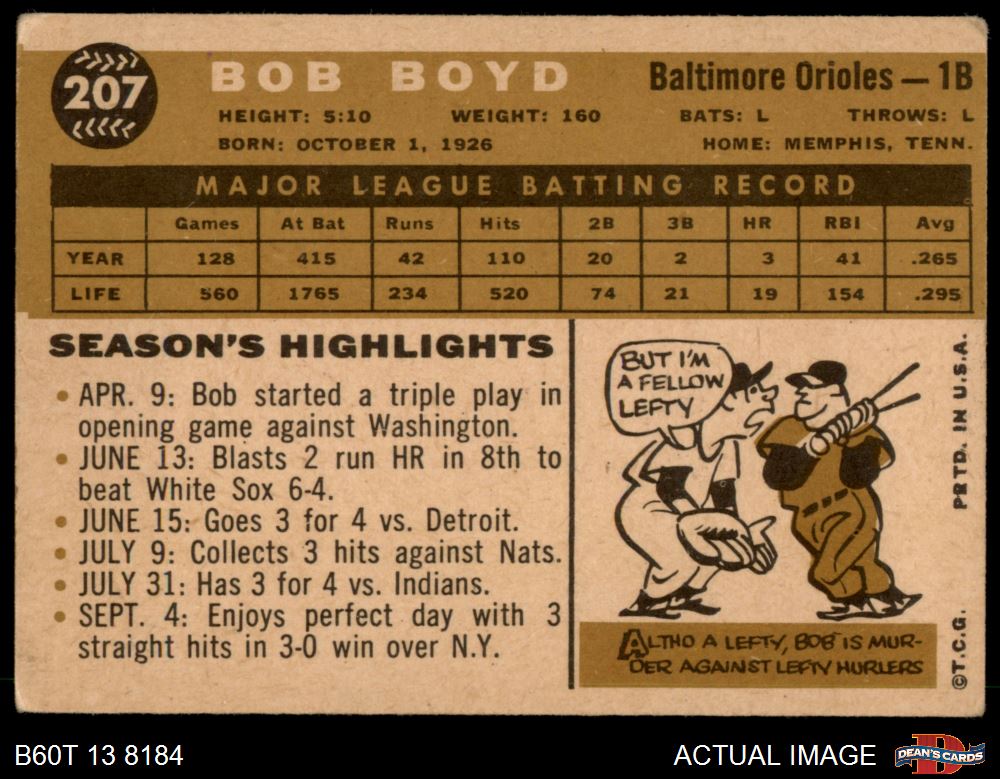 207
BOB BOYD
Baltimore Orioles — 1B
HEIGHT: 5:10 WEIGHT: 160 BATS: L THROWS: L
BORN: OCTOBER 1, 1926 HOME: MEMPHIS, TENN.
MAJOR LEAGUE BATTING RECORD
Games At Bat Runs Hits 2B 3B HR RBI Avg
YEAR 128 415 42 110 20 2 3 41 .265
LIFE 560 1765 234 520 74 21 19 154 .295
SEASON'S HIGHLIGHTS
• APR. 9: Bob started a triple play in
opening game against Washington.
• JUNE 13: Blasts 2 run HR in 8th to
beat White Sox 6-4.
• JUNE 15: Goes 3 for 4 vs. Detroit.
• JULY 9: Collects 3 hits against Nats.
• JULY 31: Has 3 for 4 vs. Indians.
• SEPT. 4: Enjoys perfect day with 3
straight hits in 3-0 win over N.Y.
BUT I'M
A FELLOW
LEFTY
ALTHO A LEFTY, BOB IS MUR-
DER AGAINST LEFTY HURLERS
©T.C.G. PRTD. IN U.S.A.
B60T 13 8184 ACTUAL IMAGE
D
DEAN'S CARDS